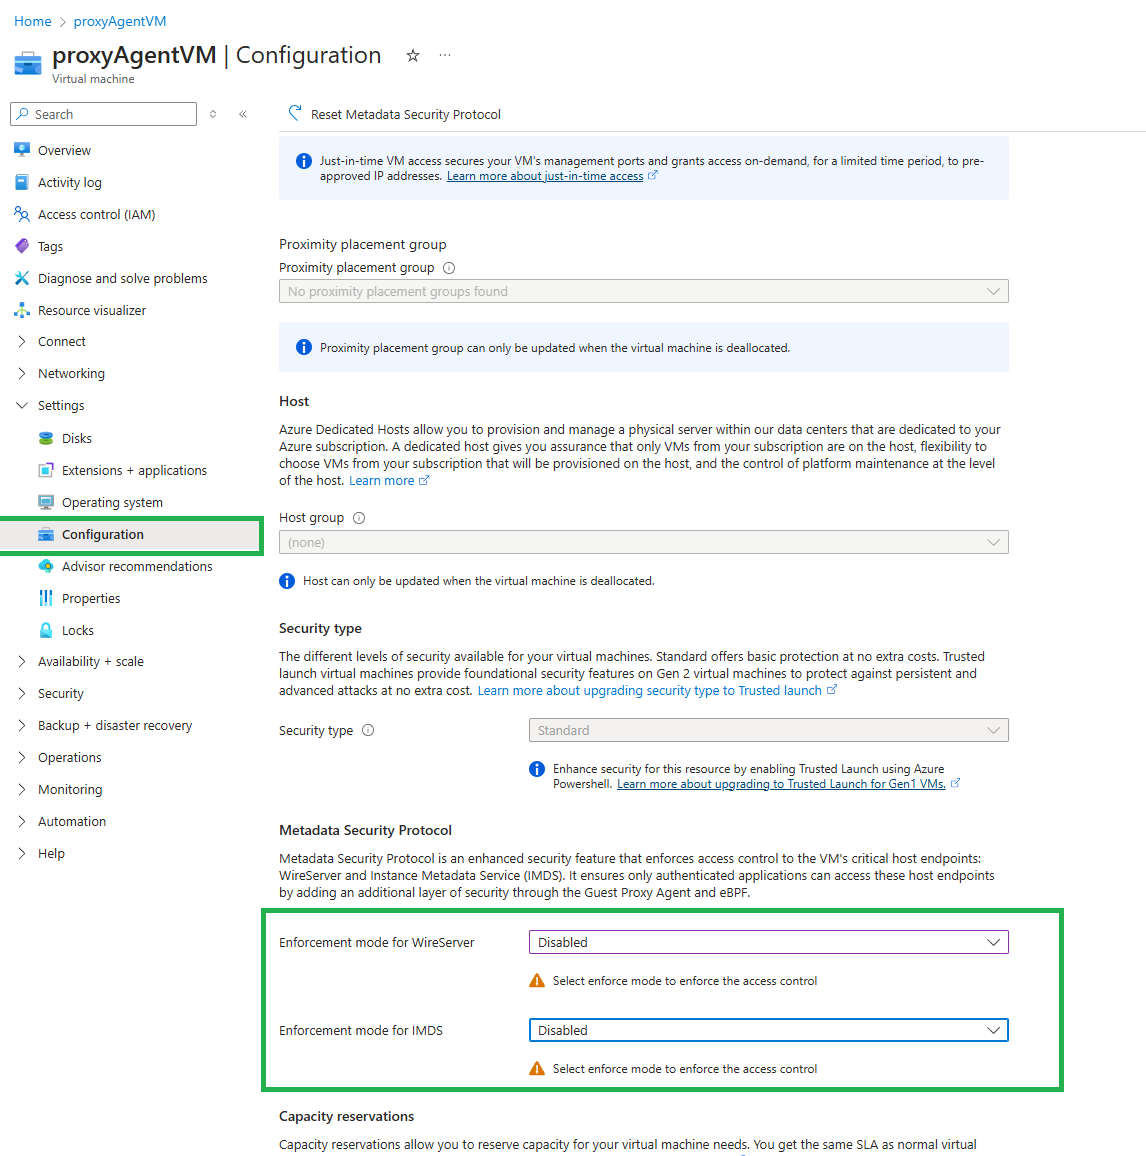 Home > proxyAgentVM
proxyAgentVM | Configuration
Virtual machine
Search
Overview
Activity log
Access control (IAM)
Tags
Diagnose and solve problems
Resource visualizer
Connect
Networking
Settings
Disks
Extensions + applications
Operating system
Configuration
Advisor recommendations
Properties
Locks
Availability + scale
Security
Backup + disaster recovery
Operations
Monitoring
Automation
Help
Reset Metadata Security Protocol
Just-in-time VM access secures your VM's management ports and grants access on-demand, for a limited time period, to pre-
approved IP addresses. Learn more about just-in-time access
Proximity placement group
Proximity placement group
No proximity placement groups found
Proximity placement group can only be updated when the virtual machine is deallocated.
Host
Azure Dedicated Hosts allow you to provision and manage a physical server within our data centers that are dedicated to your
Azure subscription. A dedicated host gives you assurance that only VMs from your subscription are on the host, flexibility to
choose VMs from your subscription that will be provisioned on the host, and the control of platform maintenance at the level
of the host. Learn more
Host group
(none)
Host can only be updated when the virtual machine is deallocated.
Security type
The different levels of security available for your virtual machines. Standard offers basic protection at no extra costs. Trusted
launch virtual machines provide foundational security features on Gen 2 virtual machines to protect against persistent and
advanced attacks at no extra cost. Learn more about upgrading security type to Trusted launch
Security type
Standard
Enhance security for this resource by enabling Trusted Launch using Azure
Powershell. Learn more about upgrading to Trusted Launch for Gen1 VMs.
Metadata Security Protocol
Metadata Security Protocol is an enhanced security feature that enforces access control to the VM's critical host endpoints:
WireServer and Instance Metadata Service (IMDS). It ensures only authenticated applications can access these host endpoints
by adding an additional layer of security through the Guest Proxy Agent and eBPF.
Enforcement mode for WireServer
Disabled
Select enforce mode to enforce the access control
Enforcement mode for IMDS
Disabled
Select enforce mode to enforce the access control
Capacity reservations
Capacity reservations allow you to reserve capacity for your virtual machine needs. You get the same SLA as normal virtual